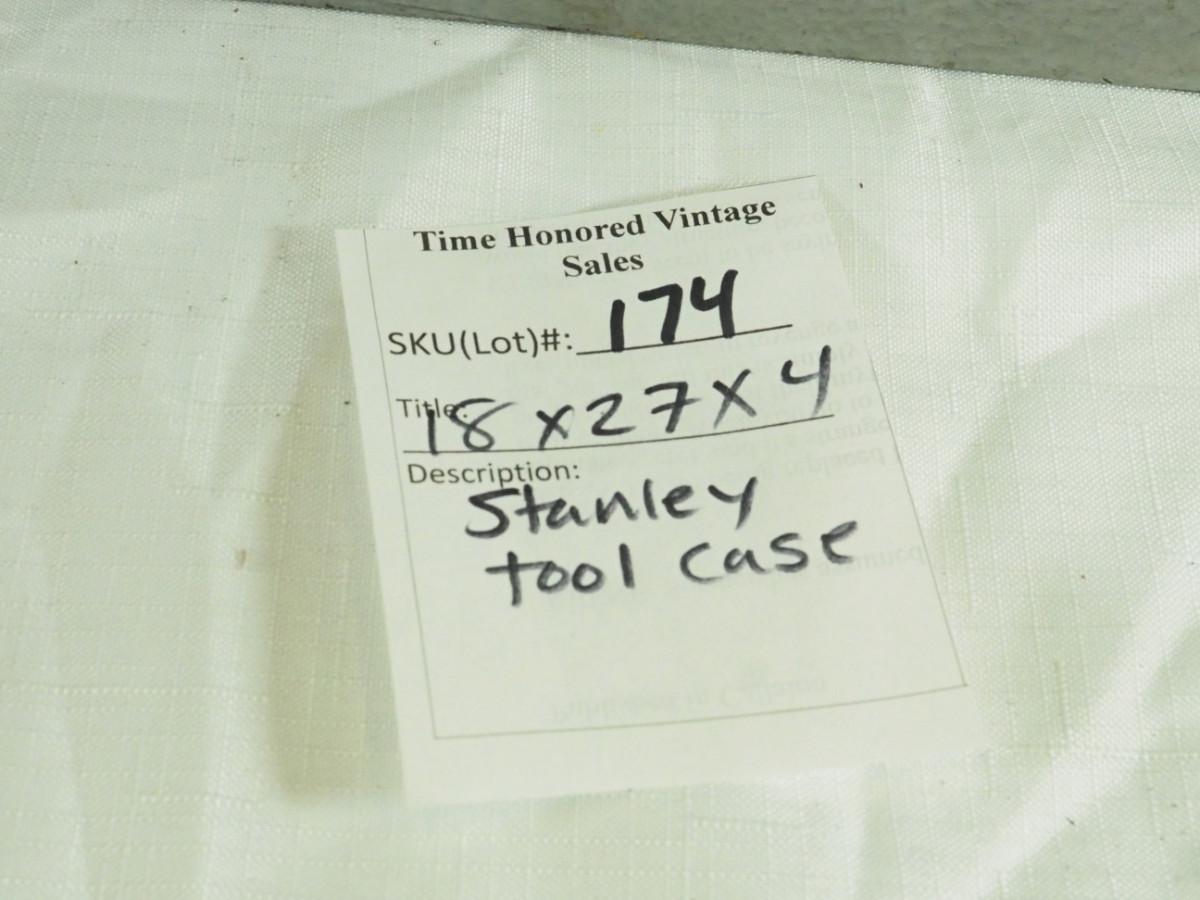 Time Honored Vintage
Sales
SKU(Lot)#: 174
Title: 18 x 27 x 4
Description:
Stanley
tool case